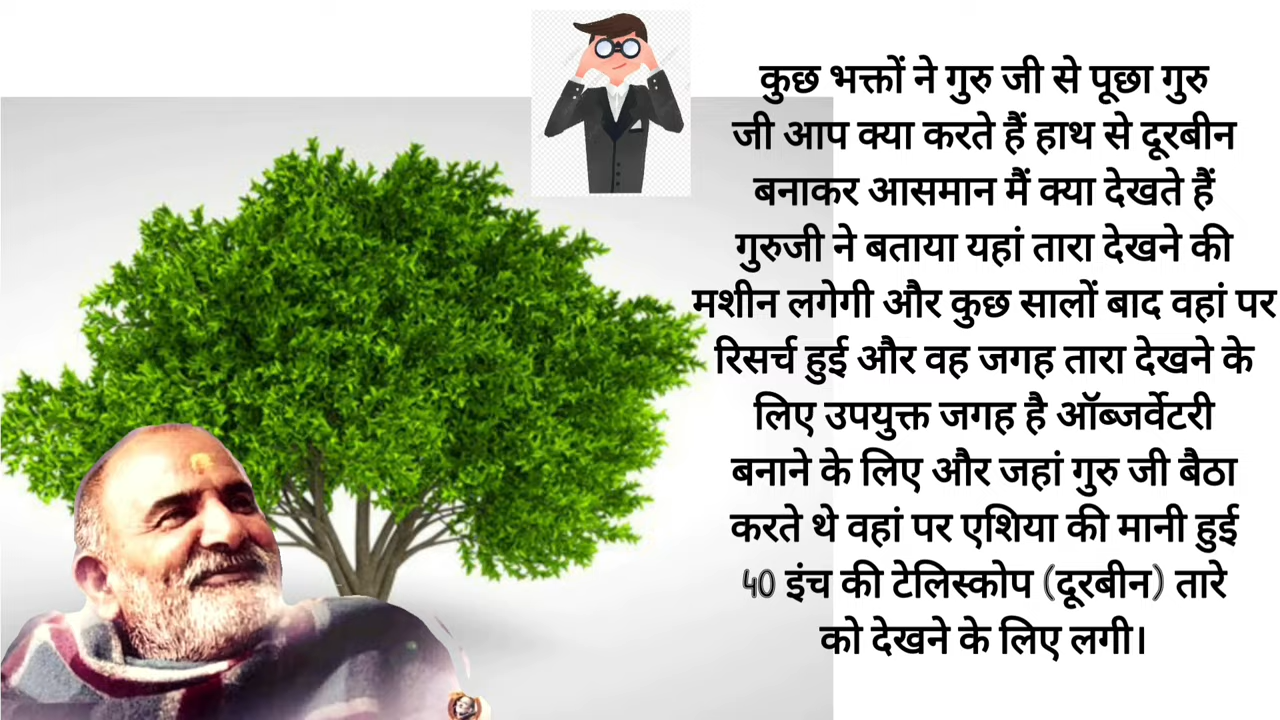 कुछ भक्तों ने गुरु जी से पूछा गुरु
जी आप क्या करते हैं हाथ से दूरबीन
बनाकर आसमान मैं क्या देखते हैं
गुरुजी ने बताया यहां तारा देखने की
मशीन लगेगी और कुछ सालों बाद वहां पर
रिसर्च हुई और वह जगह तारा देखने के
लिए उपयुक्त जगह है ऑब्जर्वेटरी
बनाने के लिए और जहां गुरु जी बैठा
करते थे वहां पर एशिया की मानी हुई
40 इंच की टेलिस्कोप (दूरबीन) तारे
को देखने के लिए लगी।